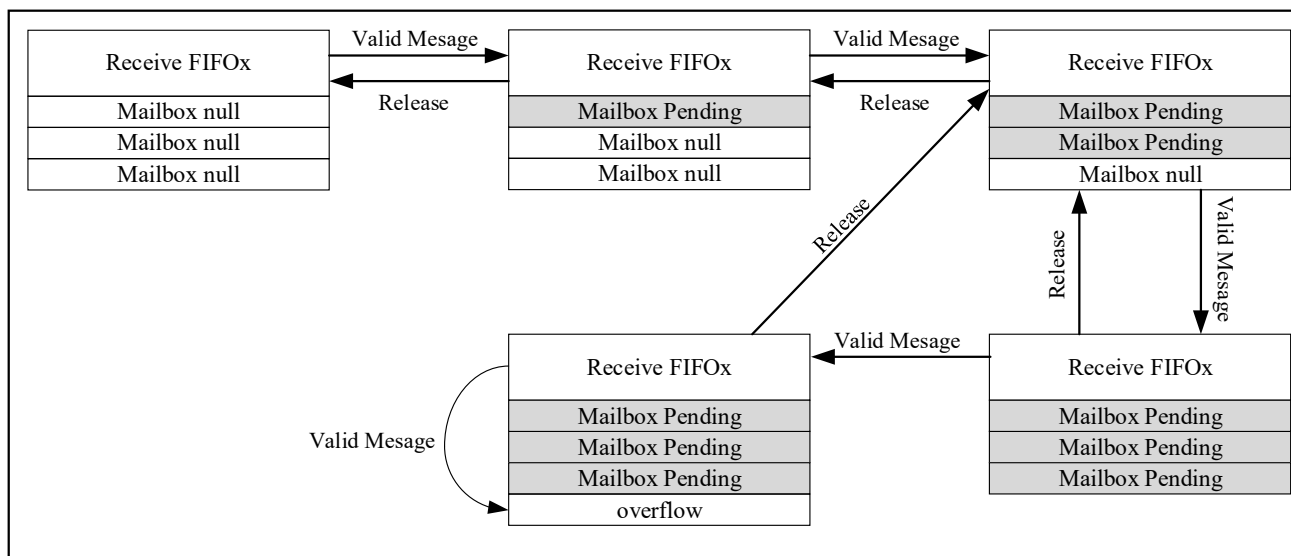 Receive FIFOx
Mailbox null
Mailbox null
Mailbox null
Valid Mesage
Release
Receive FIFOx
Mailbox Pending
Mailbox null
Mailbox null
Valid Mesage
Release
Receive FIFOx
Mailbox Pending
Mailbox Pending
Mailbox null
Release
Release
Valid Mesage
Valid Mesage
Receive FIFOx
Mailbox Pending
Mailbox Pending
Mailbox Pending
overflow
Valid Mesage
Receive FIFOx
Mailbox Pending
Mailbox Pending
Mailbox Pending